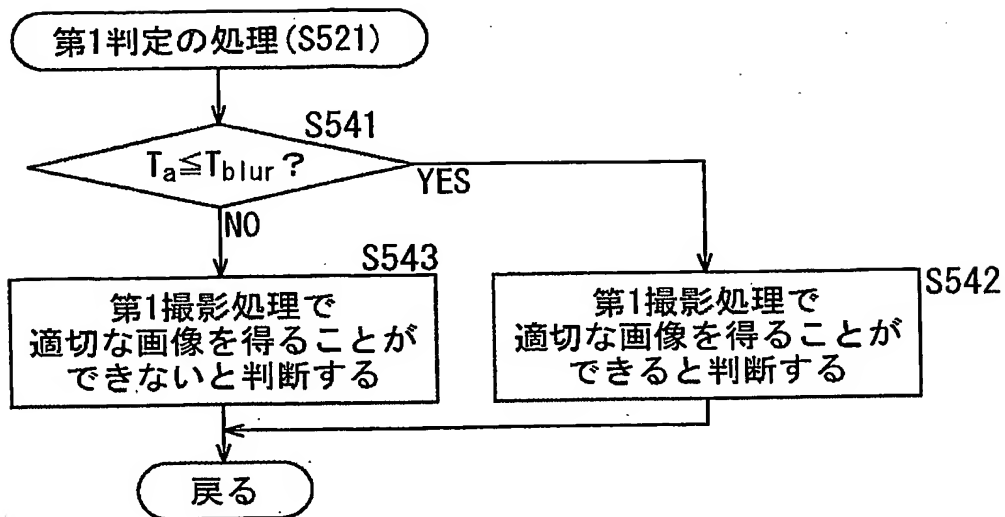 第1判定の処理(S521)
S541
Ta≦Tblur?
YES
NO
S543
第1撮影処理で
適切な画像を得ることが
できないと判断する
S542
第1撮影処理で
適切な画像を得ることが
できると判断する
戻る